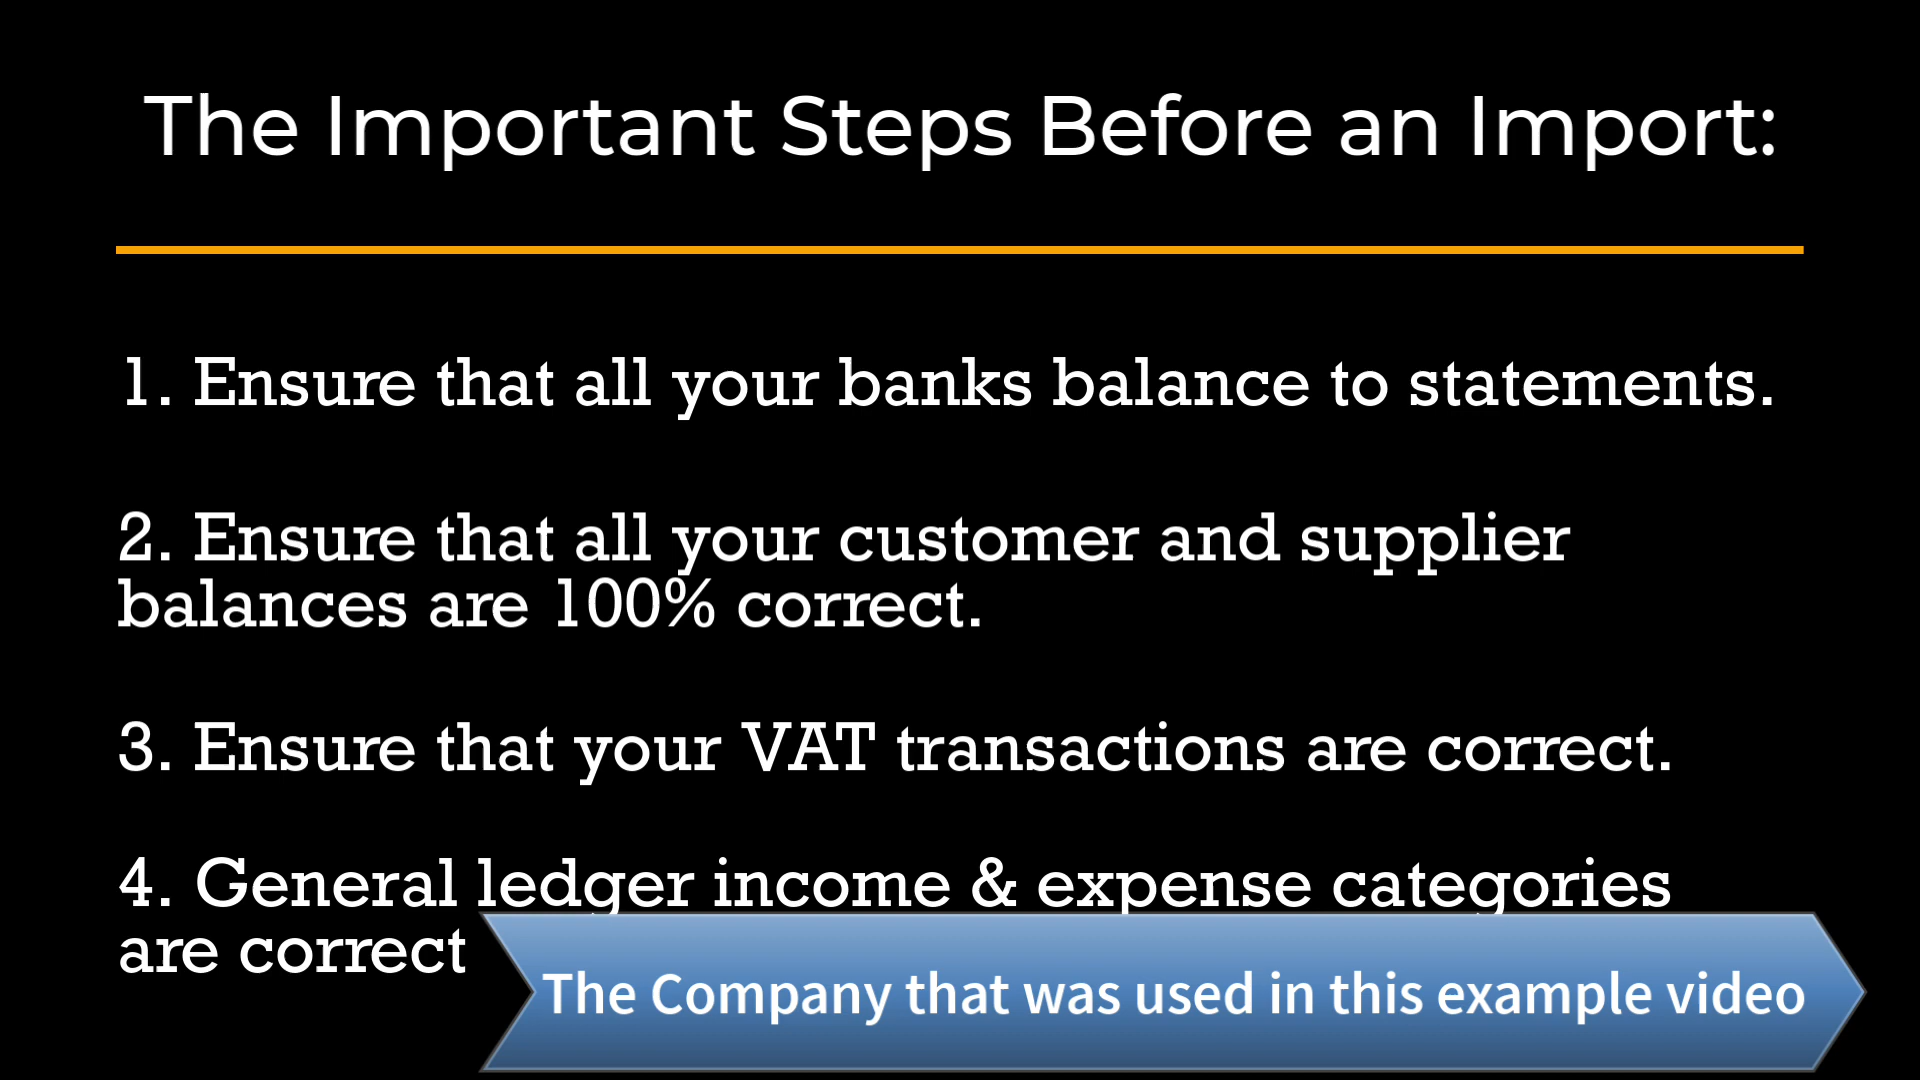 The Important Steps Before an Import:
1. Ensure that all your banks balance to statements.
2. Ensure that all your customer and supplier
balances are 100% correct.
3. Ensure that your VAT transactions are correct.
4. General ledger income & expense categories
are correct
The Company that was used in this example video